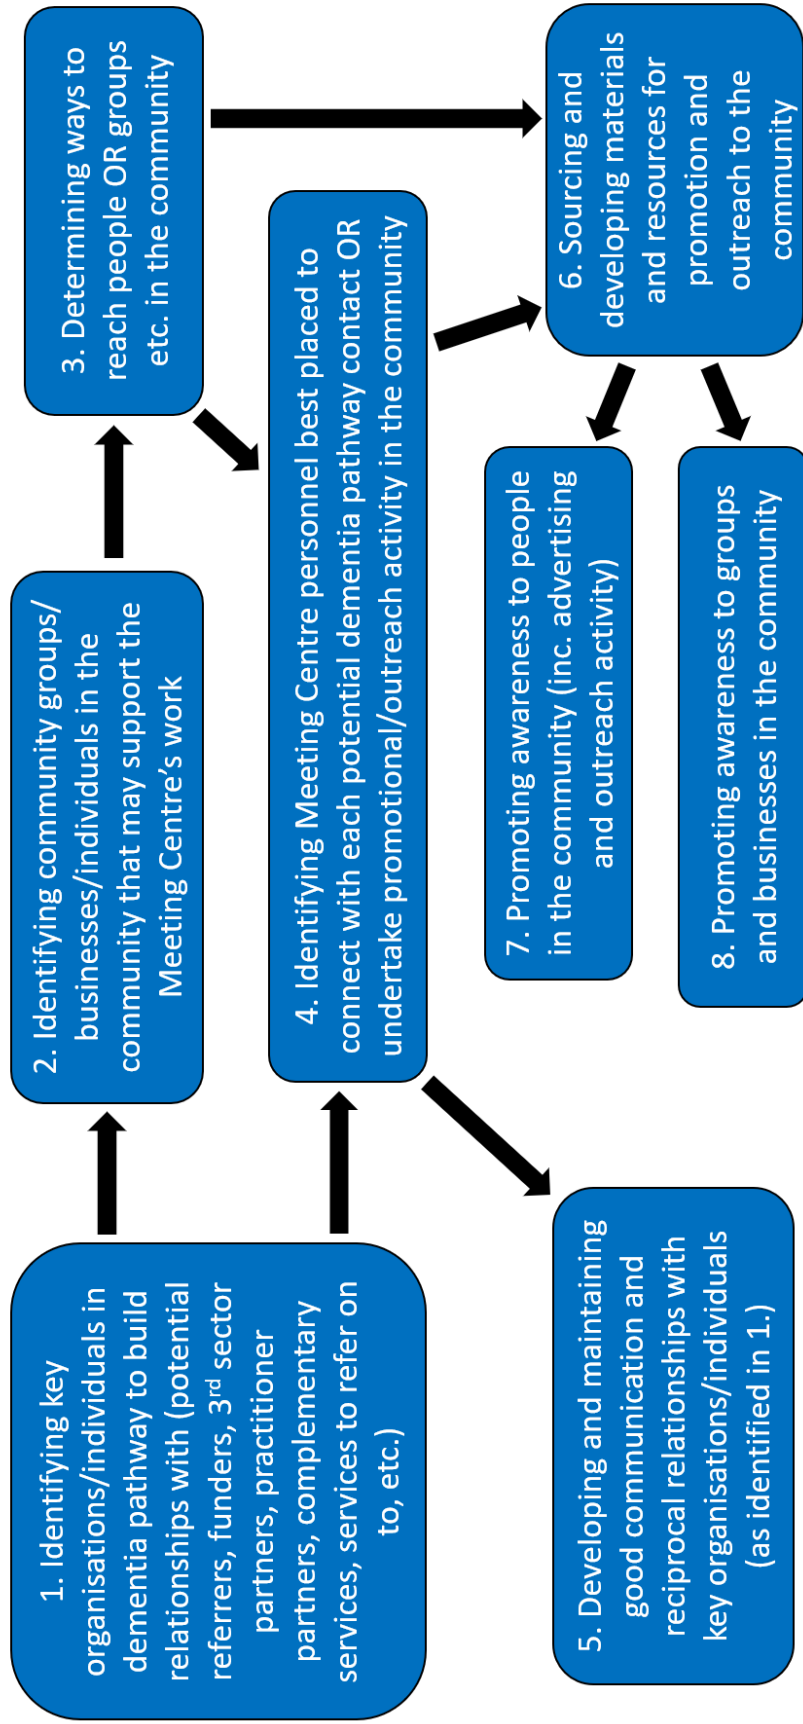 1. Identifying key
organisations/individuals in
dementia pathway to build
relationships with (potential
referrers, funders, 3rd sector
partners, practitioner
partners, complementary
services, services to refer on
to, etc.)
2. Identifying community groups/
businesses/individuals in the
community that may support the
Meeting Centre’s work
3. Determining ways to
reach people OR groups
etc. in the community
4. Identifying Meeting Centre personnel best placed to
connect with each potential dementia pathway contact OR
undertake promotional/outreach activity in the community
5. Developing and maintaining
good communication and
reciprocal relationships with
key organisations/individuals
(as identified in 1.)
6. Sourcing and
developing materials
and resources for
promotion and
outreach to the
community
7. Promoting awareness to people
in the community (inc. advertising
and outreach activity)
8. Promoting awareness to groups
and businesses in the community